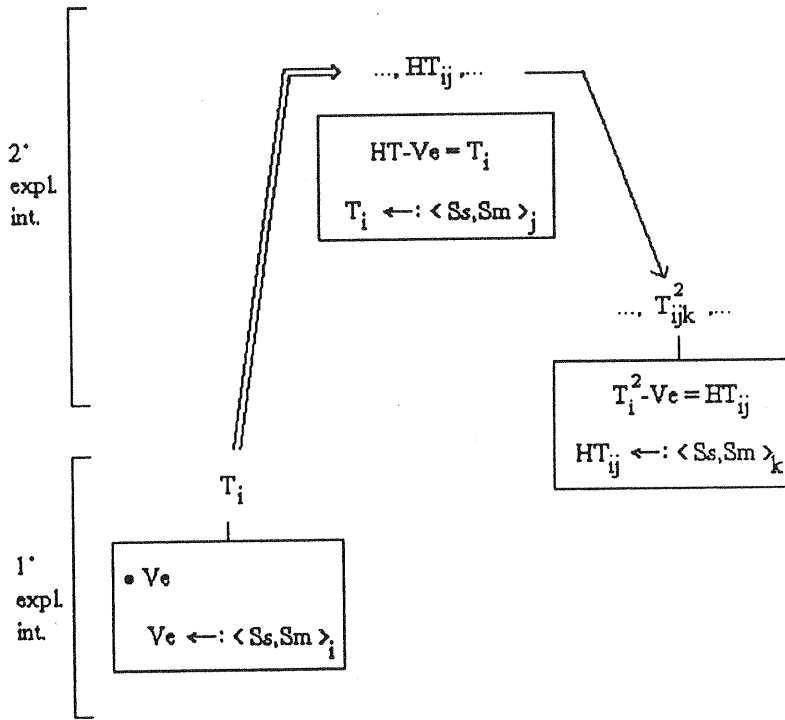 ..., HT_ij ,...
2°
expl.
int.
HT-Ve = T_i
T_i ←: <Ss,Sm>_j
..., T²_ijk ,...
T_i²-Ve = HT_ij
HT_ij ←: <Ss,Sm>_k
T_i
1°
expl.
int.
• Ve
Ve ←: <Ss,Sm>_i